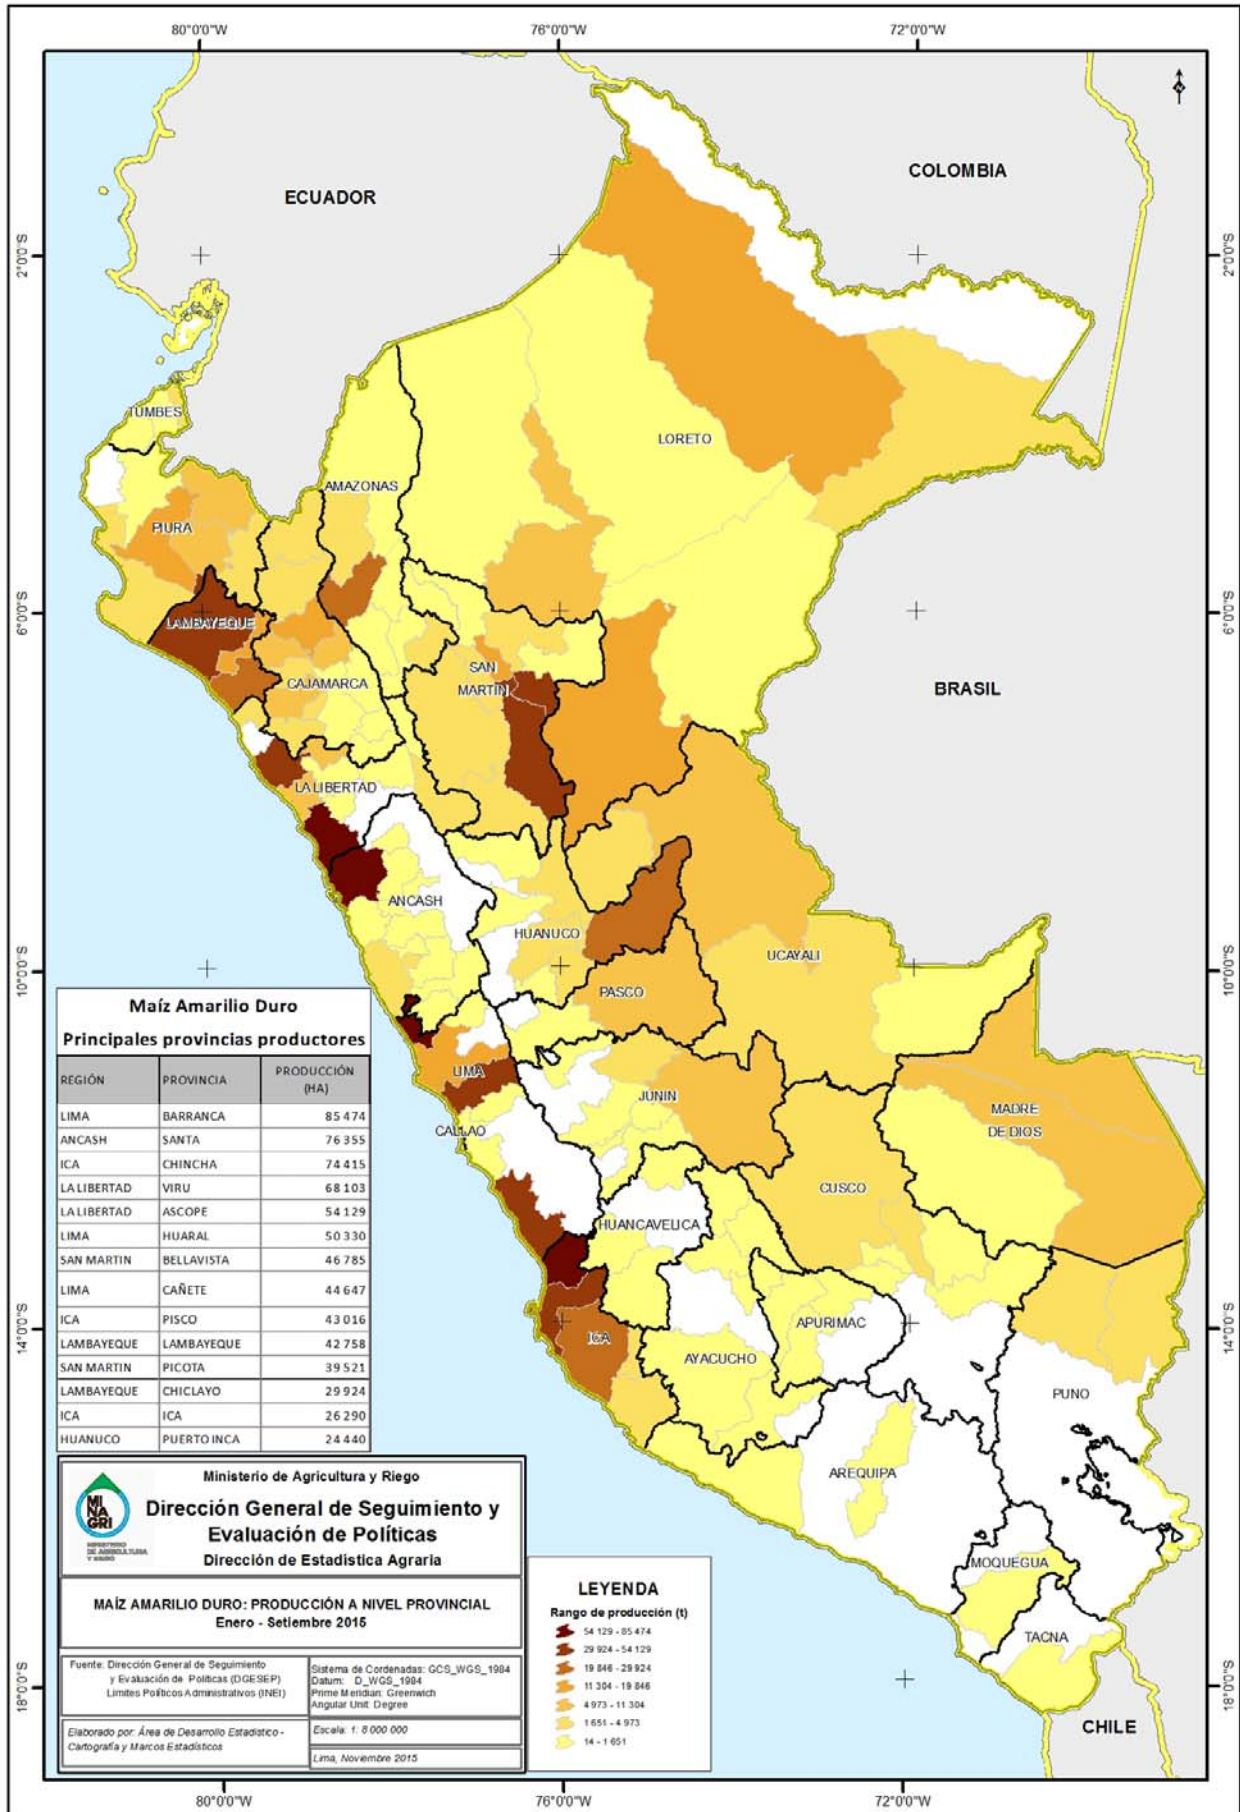 80°0'0"W
76°0'0"W
72°0'0"W
COLOMBIA
ECUADOR
2°0'0"S
2°0'0"S
TUMBES
LORETO
AMAZONAS
PIURA
6°0'0"S
LAMBAYEQUE
6°0'0"S
SAN
MARTIN
CAJAMARCA
BRASIL
LA LIBERTAD
ANCASH
HUANUCO
UCAYALI
10°0'0"S
PASCO
10°0'0"S
LIMA
JUNIN
MADRE
DE DIOS
CALLAO
CUSCO
HUANCAVELICA
APURIMAC
ICA
14°0'0"S
14°0'0"S
AYACUCHO
PUNO
AREQUIPA
MOQUEGUA
TACNA
18°0'0"S
18°0'0"S
CHILE
80°0'0"W
76°0'0"W
72°0'0"W
Maíz Amarilio Duro
Principales provincias productores
REGIÓN PROVINCIA PRODUCCIÓN (HA)
LIMA BARRANCA 85 474
ANCASH SANTA 76 355
ICA CHINCHA 74 415
LA LIBERTAD VIRU 68 103
LA LIBERTAD ASCOPE 54 129
LIMA HUARAL 50 330
SAN MARTIN BELLAVISTA 46 785
LIMA CAÑETE 44 647
ICA PISCO 43 016
LAMBAYEQUE LAMBAYEQUE 42 758
SAN MARTIN PICOTA 39 521
LAMBAYEQUE CHICLAYO 29 924
ICA ICA 26 290
HUANUCO PUERTO INCA 24 440
MI
NA
GRI
MINISTERIO
DE AGRICULTURA
Y RIEGO
Ministerio de Agricultura y Riego
Dirección General de Seguimiento y
Evaluación de Políticas
Dirección de Estadística Agraria
MAÍZ AMARILIO DURO: PRODUCCIÓN A NIVEL PROVINCIAL
Enero - Setiembre 2015
Fuente: Dirección General de Seguimiento
y Evaluación de Políticas (DGESEP)
Limites Políticos Administrativos (INEI)
Sistema de Cordenadas: GCS_WGS_1984
Datum: D_WGS_1984
Prime Meridian: Greenwich
Angular Unit: Degree
Elaborado por: Área de Desarrollo Estadístico -
Cartografía y Marcos Estadísticos
Escala: 1: 8 000 000
Lima, Noviembre 2015
LEYENDA
Rango de producción (t)
54 129 - 85 474
29 924 - 54 129
19 846 - 29 924
11 304 - 19 846
4 973 - 11 304
1 651 - 4 973
14 - 1 651